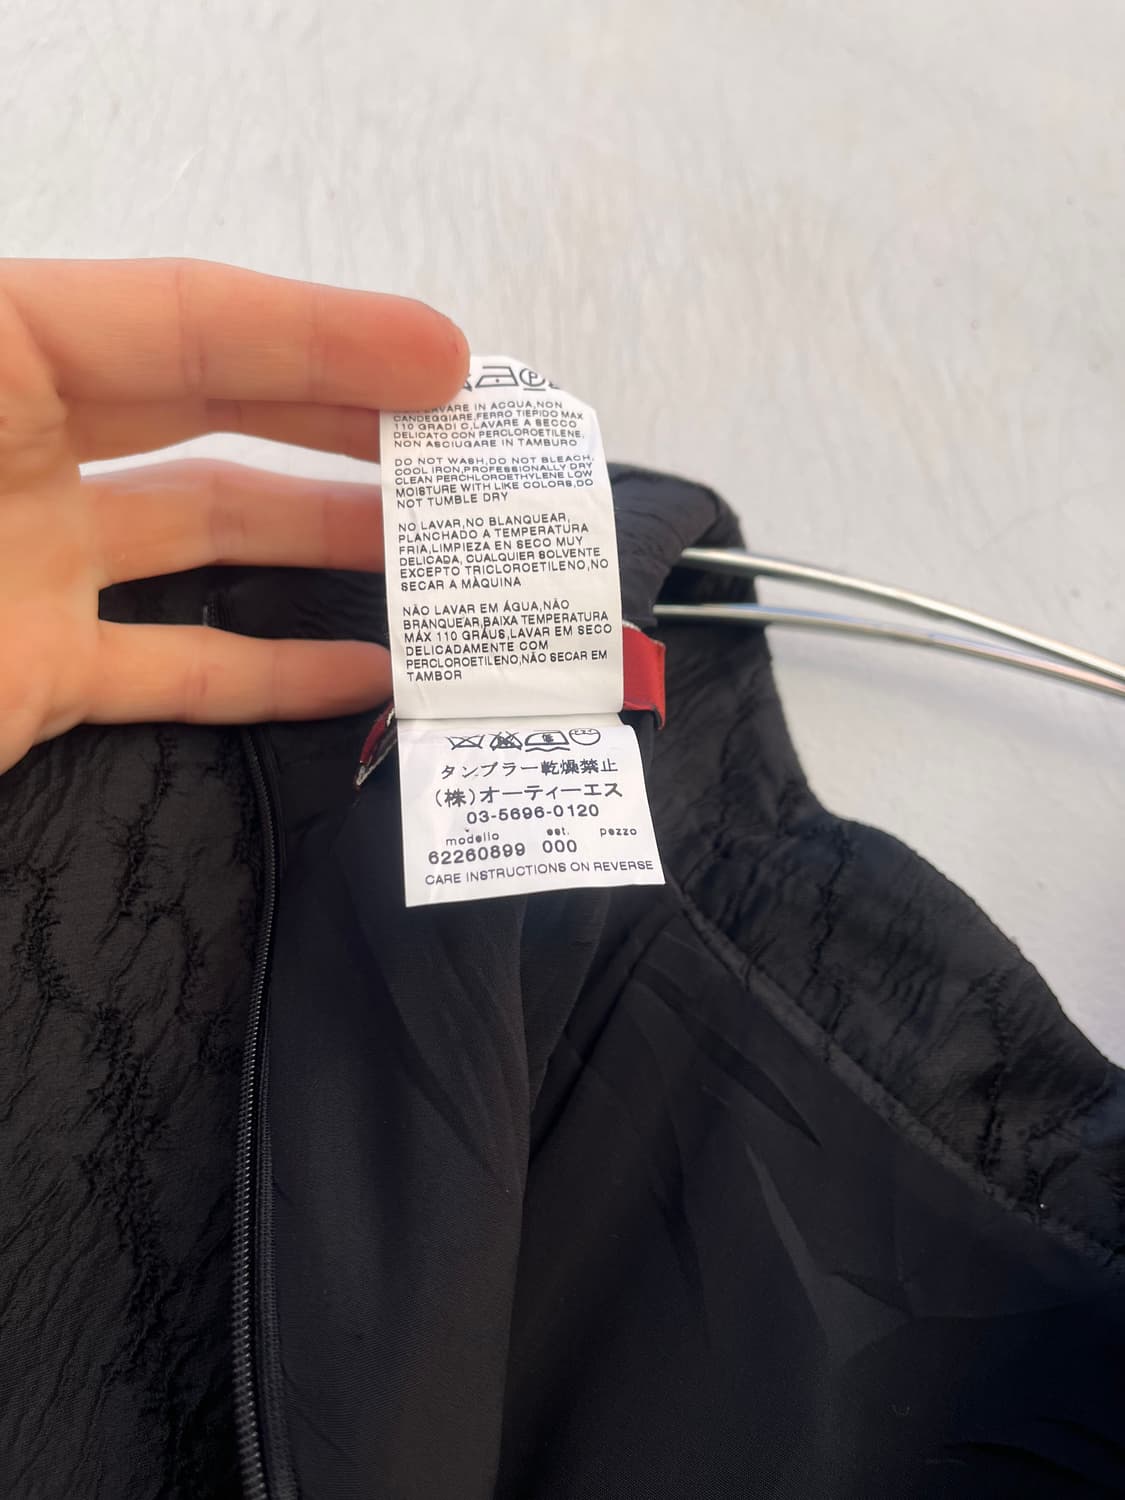 LAVARE IN ACQUA,NON
CANDEGGIARE,FERRO TIEPIDO MAX
110 GRADI C,LAVARE A SECCO
DELICATO CON PERCLOROETILENE,
NON ASCIUGARE IN TAMBURO
DO NOT WASH,DO NOT BLEACH,
COOL IRON,PROFESSIONALLY DRY
CLEAN PERCHLOROETHYLENE LOW
MOISTURE WITH LIKE COLORS,DO
NOT TUMBLE DRY
NO LAVAR,NO BLANQUEAR,
PLANCHADO A TEMPERATURA
FRIA,LIMPIEZA EN SECO MUY
DELICADA, CUALQUIER SOLVENTE
EXCEPTO TRICLOROETILENO,NO
SECAR A MÀQUINA
NÃO LAVAR EM ÁGUA,NÃO
BRANQUEAR,BAIXA TEMPERATURA
MÁX 110 GRÁUS,LAVAR EM SECO
DELICADAMENTE COM
PERCLOROETILENO,NÃO SECAR EM
TAMBOR
タンブラー乾燥禁止
(株)オーティーエス
03-5696-0120
modello est. pezzo
62260899 000
CARE INSTRUCTIONS ON REVERSE